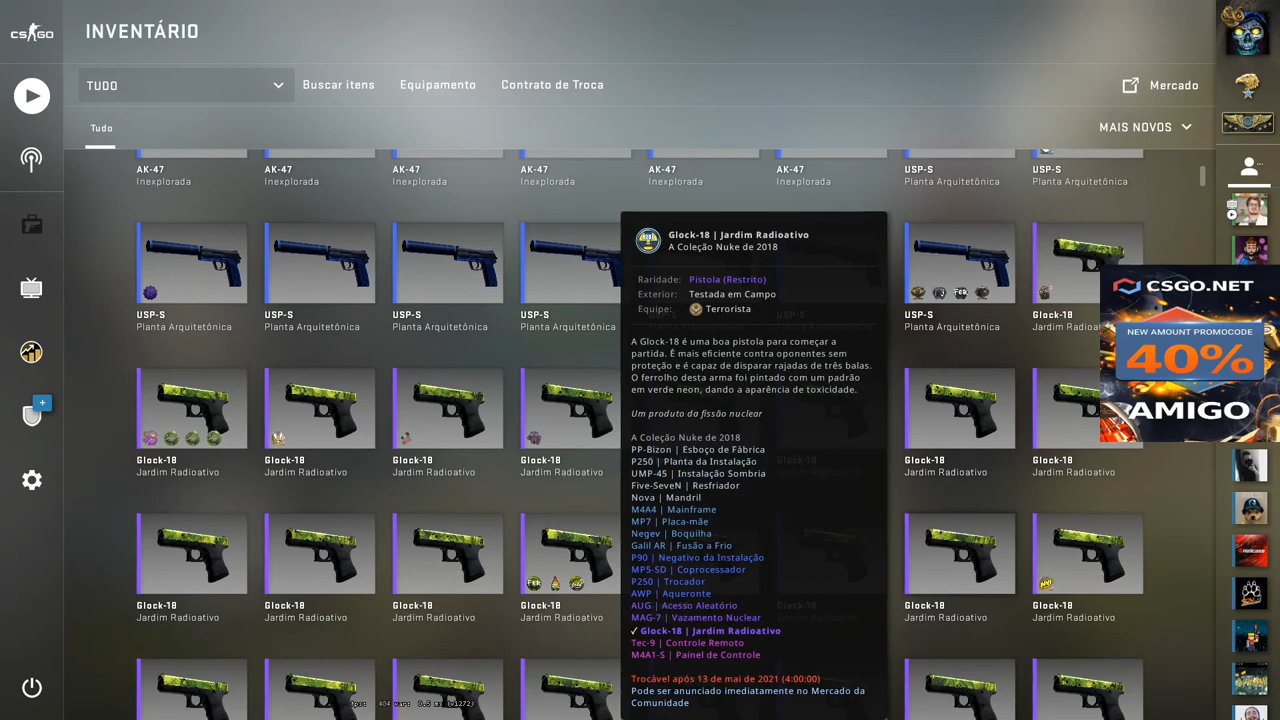 CS:GO
INVENTÁRIO
TUDO
Buscar itens
Equipamento
Contrato de Troca
Mercado
Tudo
MAIS NOVOS
AK-47
Inexplorada
AK-47
Inexplorada
AK-47
Inexplorada
AK-47
Inexplorada
AK-47
Inexplorada
AK-47
Inexplorada
USP-S
Planta Arquitetônica
USP-S
Planta Arquitetônica
USP-S
Planta Arquitetônica
USP-S
Planta Arquitetônica
USP-S
Planta Arquitetônica
USP-S
Planta Arquitetônica
Glock-18 | Jardim Radioativo
A Coleção Nuke de 2018
Raridade: Pistola (Restrito)
Exterior: Testada em Campo
Equipe: Terrorista
A Glock-18 é uma boa pistola para começar a
partida. É mais eficiente contra oponentes sem
proteção e é capaz de disparar rajadas de três balas.
O ferrolho desta arma foi pintado com um padrão
em verde neon, dando a aparência de toxicidade.
Um produto da fissão nuclear
A Coleção Nuke de 2018
PP-Bizon | Esboço de Fábrica
P250 | Planta da Instalação
UMP-45 | Instalação Sombria
Five-SeveN | Resfriador
Nova | Mandril
M4A4 | Mainframe
MP7 | Placa-mãe
Negev | Boquilha
Galil AR | Fusão a Frio
P90 | Negativo da Instalação
MP5-SD | Coprocessador
P250 | Trocador
AWP | Aqueronte
AUG | Acesso Aleatório
MAG-7 | Vazamento Nuclear
✓ Glock-18 | Jardim Radioativo
Tec-9 | Controle Remoto
M4A1-S | Painel de Controle
Trocável após 13 de mai de 2021 (4:00:00)
Pode ser anunciado imediatamente no Mercado da
Comunidade
USP-S
Planta Arquitetônica
Glock-18
CSGO.NET
NEW AMOUNT PROMOCODE
40%
AMIGO
Glock-18
Jardim Radioativo
Glock-18
Jardim Radioativo
Glock-18
Jardim Radioativo
Glock-18
Jardim Radioativo
Glock-18
Jardim Radioativo
Glock-18
Jardim Radioativo
Glock-18
Jardim Radioativo
Glock-18
Jardim Radioativo
Glock-18
Jardim Radioativo
Glock-18
Jardim Radioativo
Glock-18
Jardim Radioativo
Glock-18
Jardim Radioativo